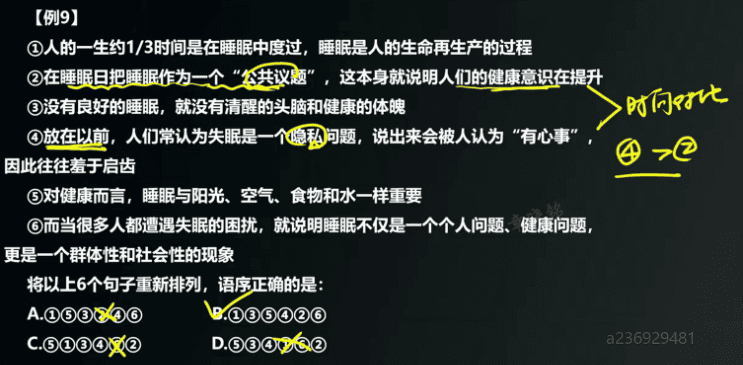 【例9】
①人的一生约1/3时间是在睡眠中度过，睡眠是人的生命再生产的过程
②在睡眠日把睡眠作为一个“公共议题”，这本身就说明人们的健康意识在提升
③没有良好的睡眠，就没有清醒的头脑和健康的体魄
时间对比
④放在以前，人们常认为失眠是一个隐私问题，说出来会被人认为“有心事”，
④>②
因此往往羞于启齿
⑤对健康而言，睡眠与阳光、空气、食物和水一样重要
⑥而当很多人都遭遇失眠的困扰，就说明睡眠不仅是一个个人问题、健康问题，
更是一个群体性和社会性的现象
将以上6个句子重新排列，语序正确的是：
A.①⑤③②④⑥ B.①③⑤④②⑥
C.⑤①③④⑥② D.⑤③④①⑥②
a236929481